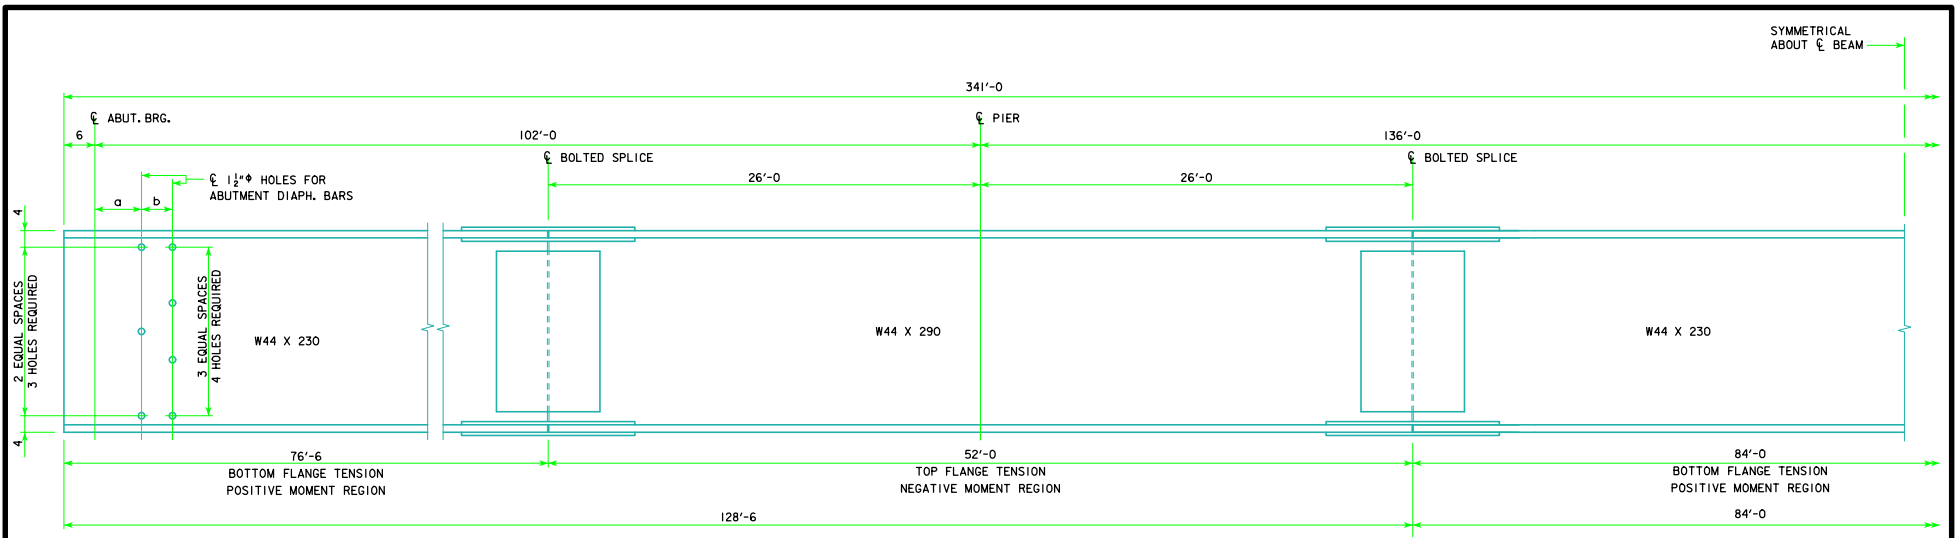 SYMMETRICAL
ABOUT ℄ BEAM
341'-0
℄ ABUT. BRG.
℄ PIER
6
102'-0
136'-0
℄ BOLTED SPLICE
℄ BOLTED SPLICE
26'-0
26'-0
℄ 1½"φ HOLES FOR
ABUTMENT DIAPH. BARS
a
b
4
2 EQUAL SPACES
3 HOLES REQUIRED
3 EQUAL SPACES
4 HOLES REQUIRED
4
W44 X 230
W44 X 290
W44 X 230
76'-6
BOTTOM FLANGE TENSION
POSITIVE MOMENT REGION
52'-0
TOP FLANGE TENSION
NEGATIVE MOMENT REGION
84'-0
BOTTOM FLANGE TENSION
POSITIVE MOMENT REGION
128'-6
84'-0